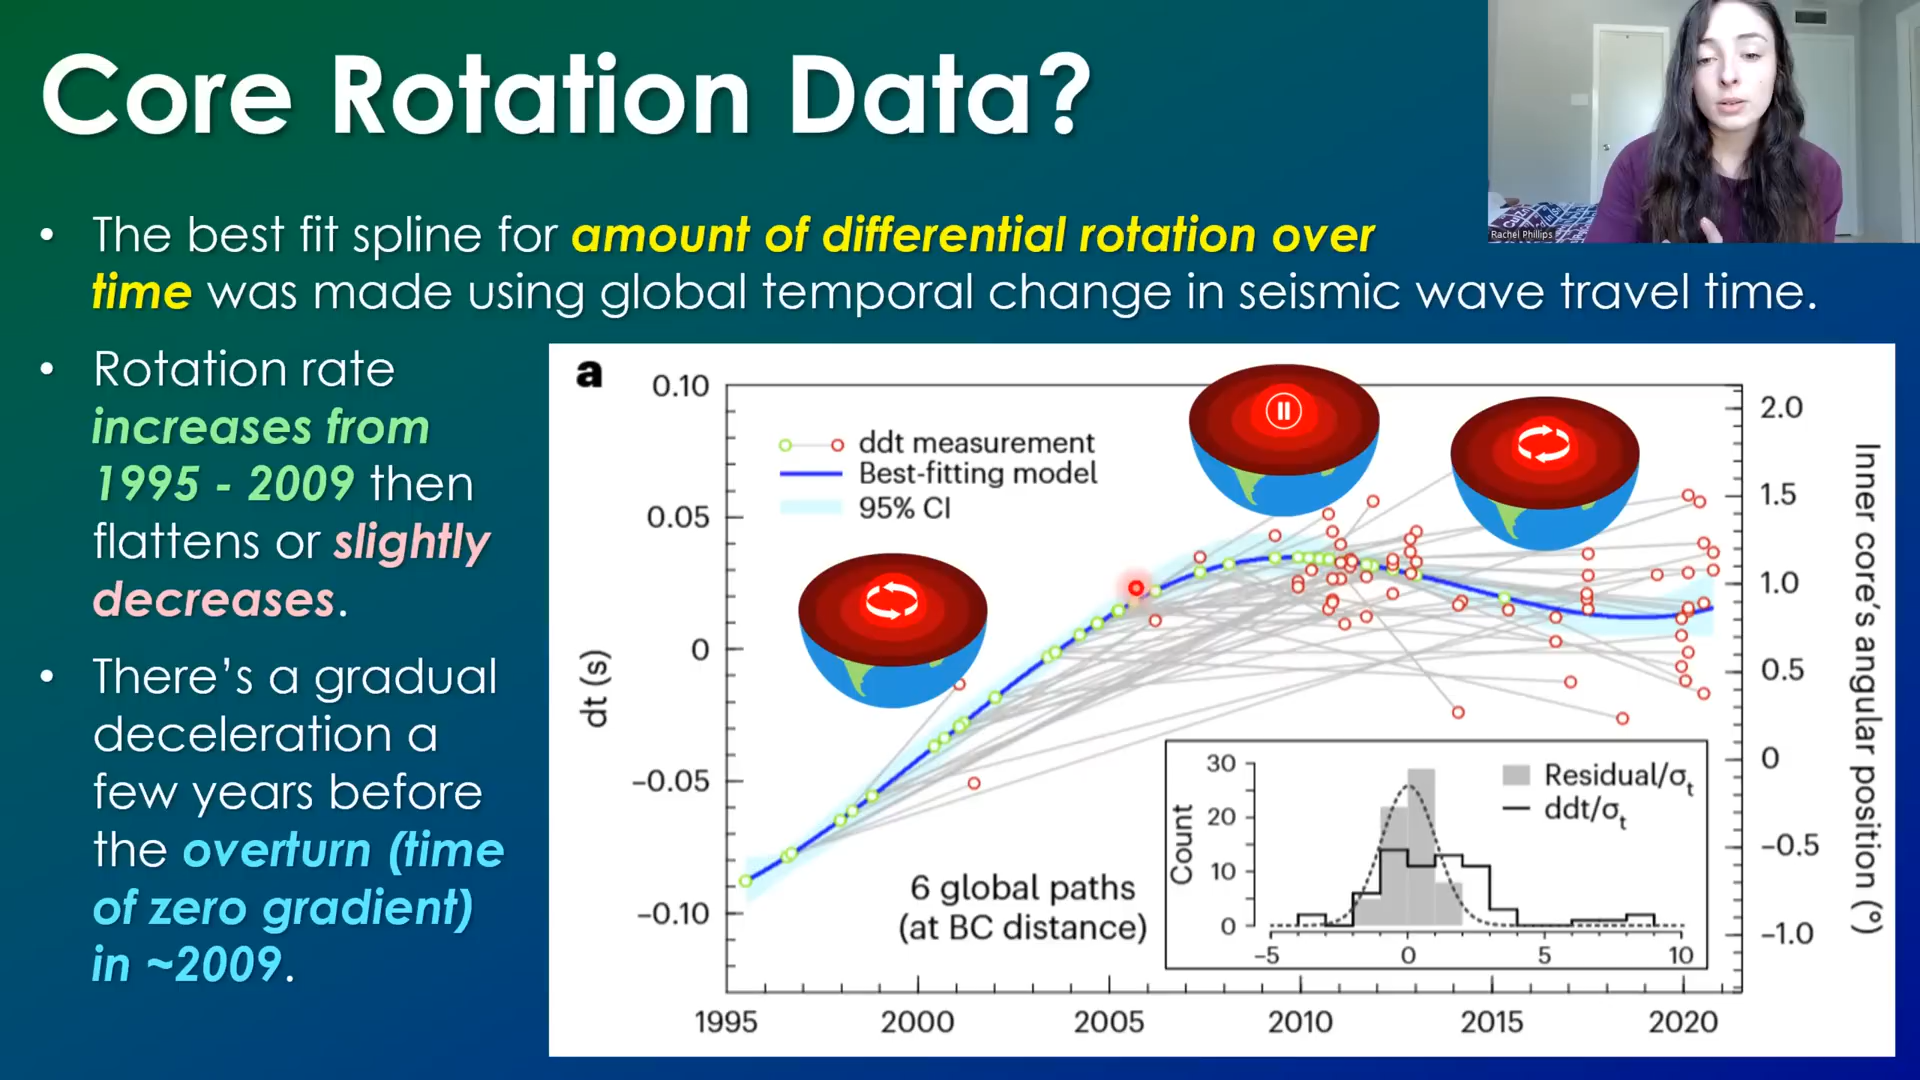 Core Rotation Data?
Rachel Phillips
• The best fit spline for amount of differential rotation over
time was made using global temporal change in seismic wave travel time.
• Rotation rate
increases from
1995 - 2009 then
flattens or slightly
decreases.
• There's a gradual
deceleration a
few years before
the overturn (time
of zero gradient)
in ~2009.
a
0.10
0.05
0
−0.05
−0.10
dt (s)
ddt measurement
Best-fitting model
95% CI
2.0
1.5
1.0
0.5
0
−0.5
−1.0
Inner core's angular position (°)
6 global paths
(at BC distance)
30
20
10
0
Count
Residual/σt
ddt/σt
−5 0 5 10
1995 2000 2005 2010 2015 2020